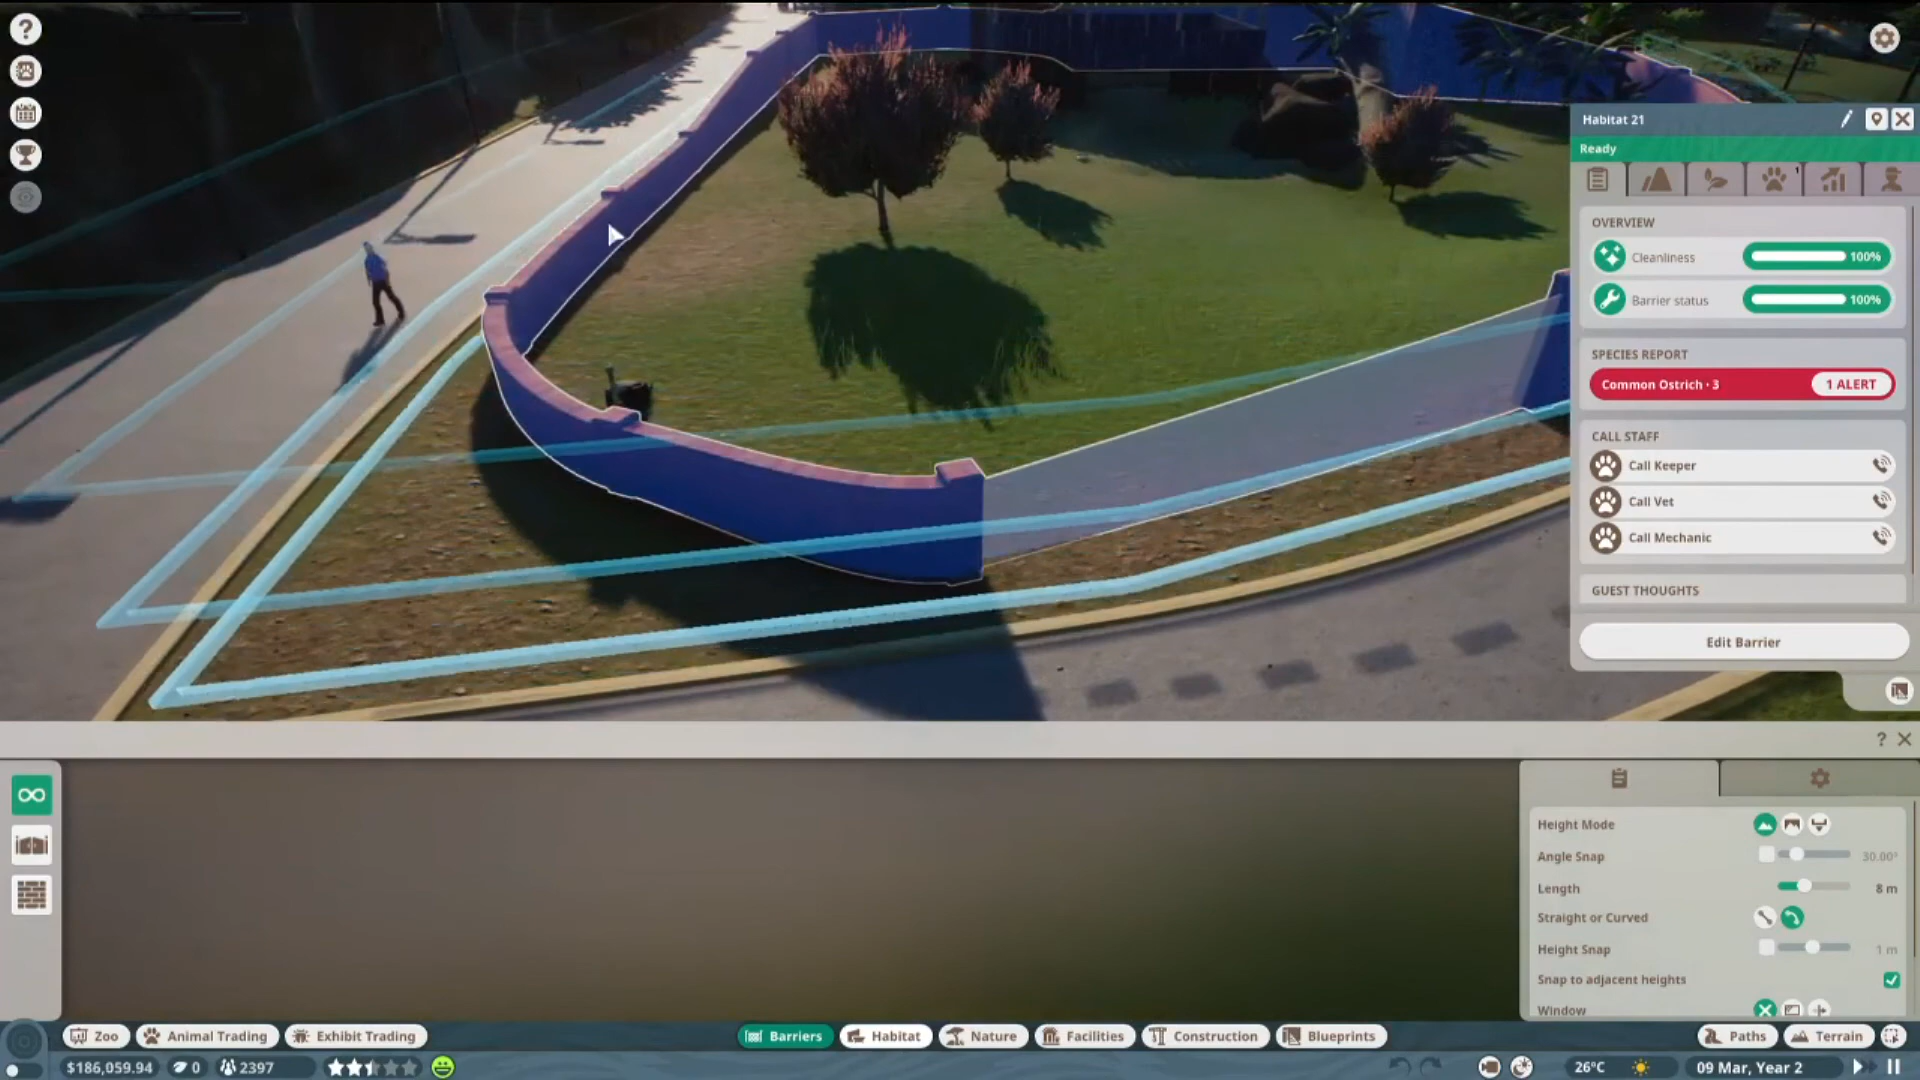 Habitat 21
Ready
1
OVERVIEW
Cleanliness 100%
Barrier status 100%
SPECIES REPORT
Common Ostrich • 3 1 ALERT
CALL STAFF
Call Keeper
Call Vet
Call Mechanic
GUEST THOUGHTS
Edit Barrier
Height Mode
Angle Snap 30.00°
Length 8 m
Straight or Curved
Height Snap 1 m
Snap to adjacent heights
Window
Zoo Animal Trading Exhibit Trading Barriers Habitat Nature Facilities Construction Blueprints Paths Terrain
$186,059.94 0 2397 26°C 09 Mar, Year 2